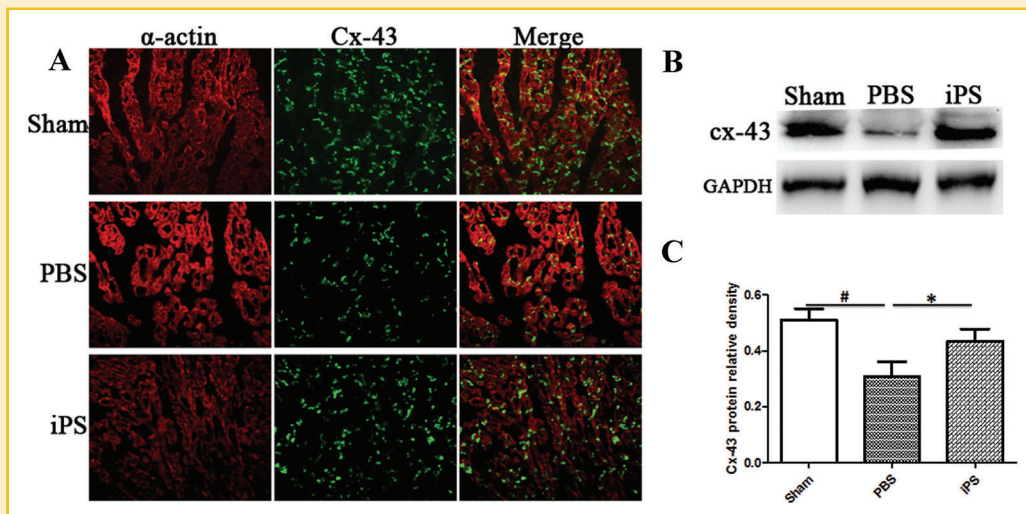 A
α-actin Cx-43 Merge
Sham
PBS
iPS
B
Sham PBS iPS
cx-43
GAPDH
C
Cx-43 protein relative density
0.6
0.4
0.2
0.0
# *
Sham PBS iPS